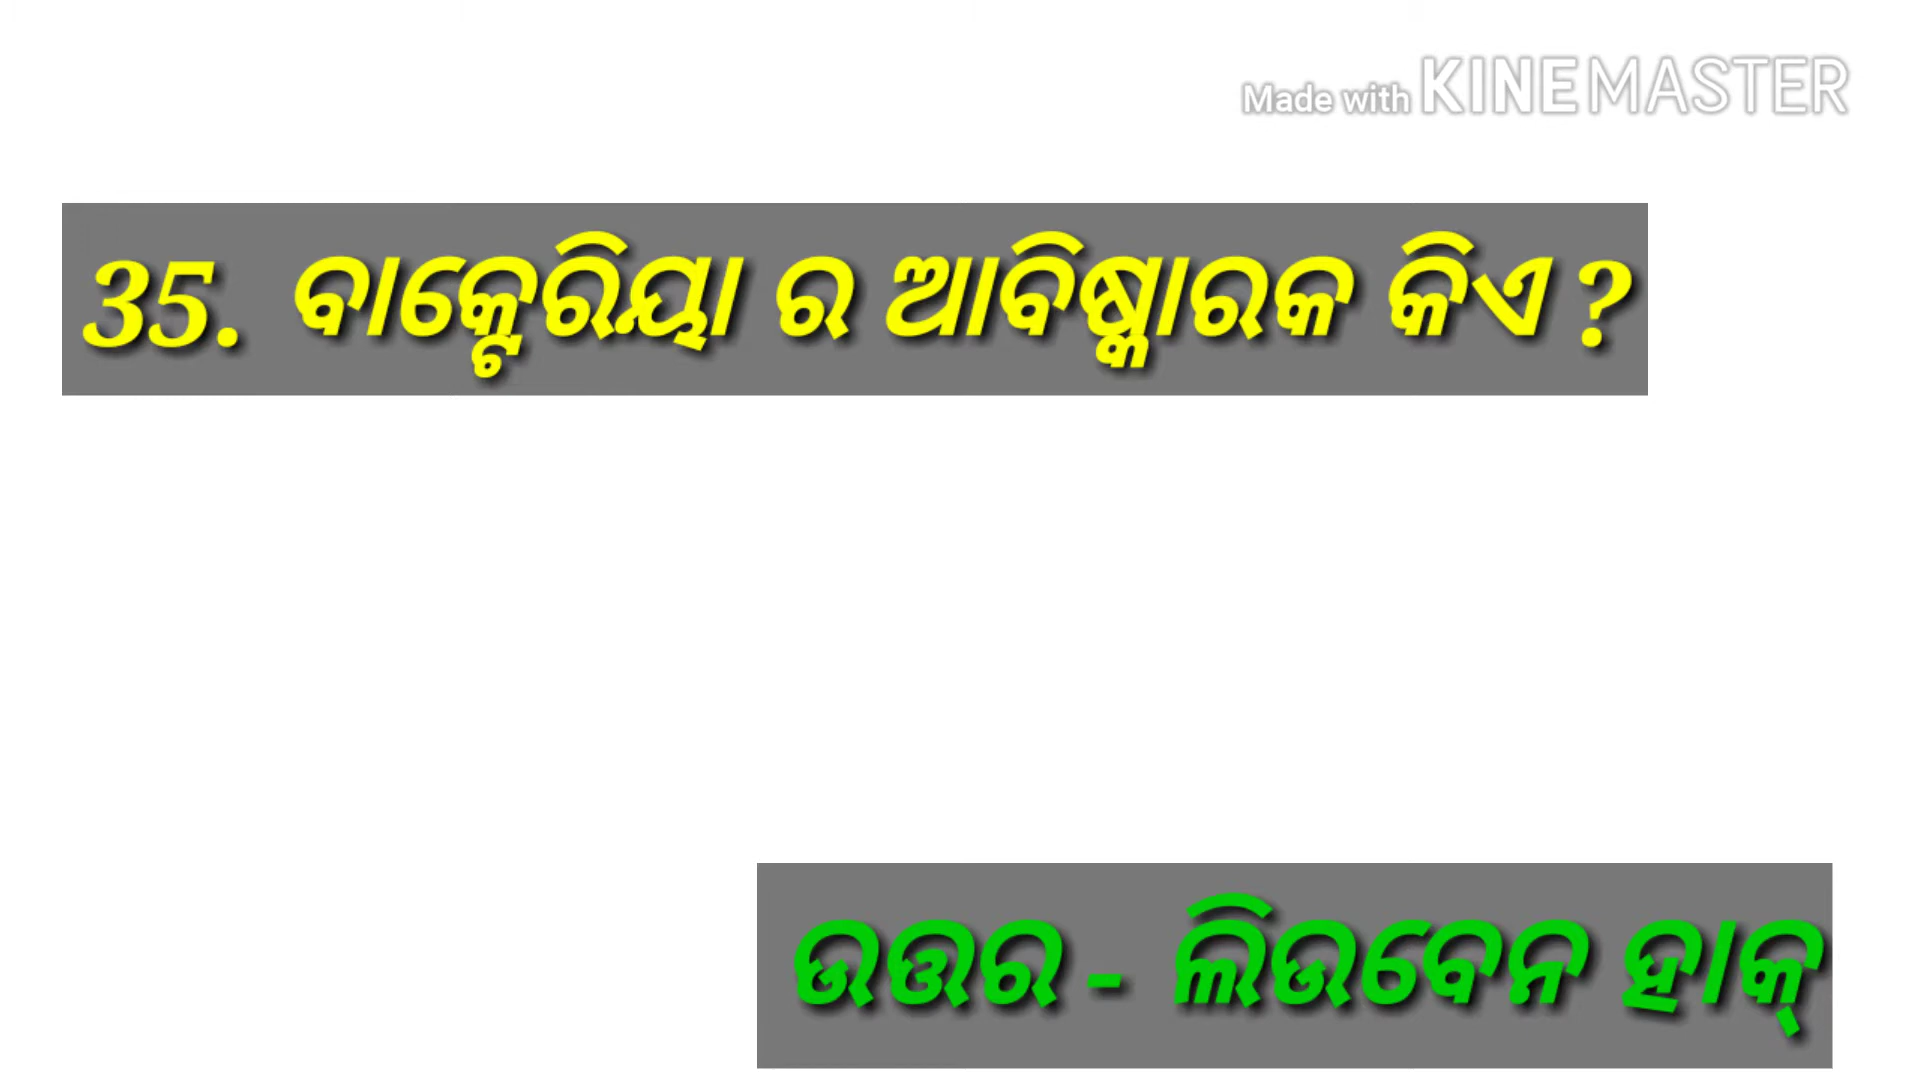 Made with KINEMASTER
35. ବାକ୍ଟେରିୟା ର ଆବିଷ୍କାରକ କିଏ ?
ଉତ୍ତର - ଲିଉବେନ ହାକ୍